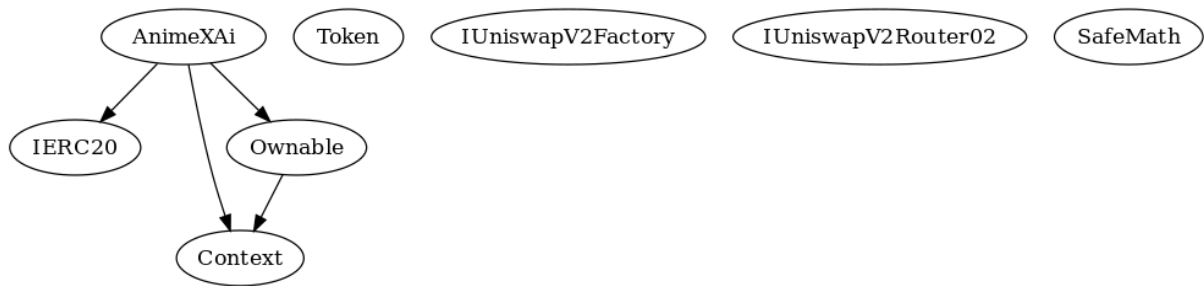 AnimeXAi
Token
IUniswapV2Factory
IUniswapV2Router02
SafeMath
IERC20
Ownable
Context